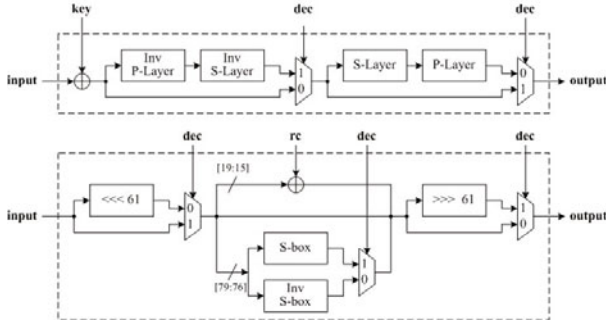 key dec dec
input Inv P-Layer Inv S-Layer 1 0 S-Layer P-Layer 0 1 output
dec rc dec dec
[19:15]
input <<< 61 0 1 >>> 61 1 0 output
S-box
[79:76] 1 0
Inv S-box